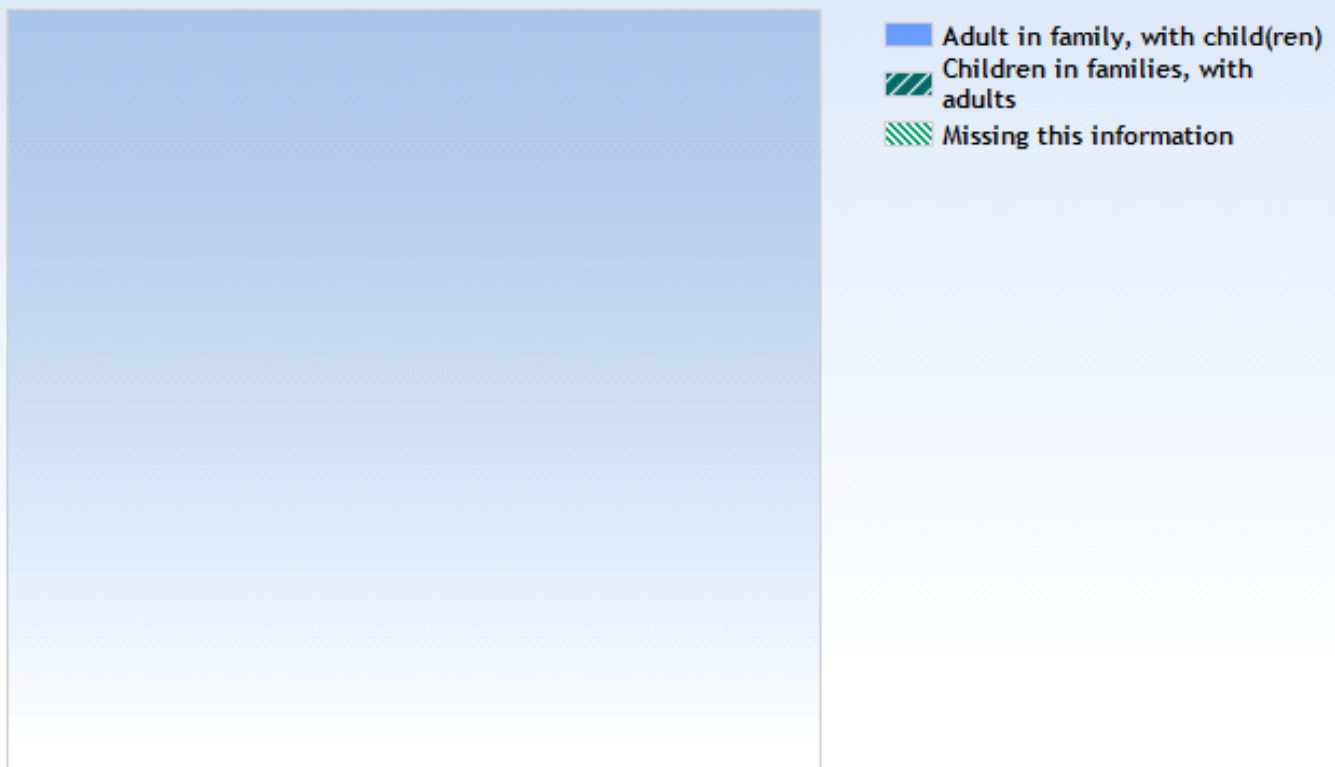 Adult in family, with child(ren)
Children in families, with
adults
Missing this information